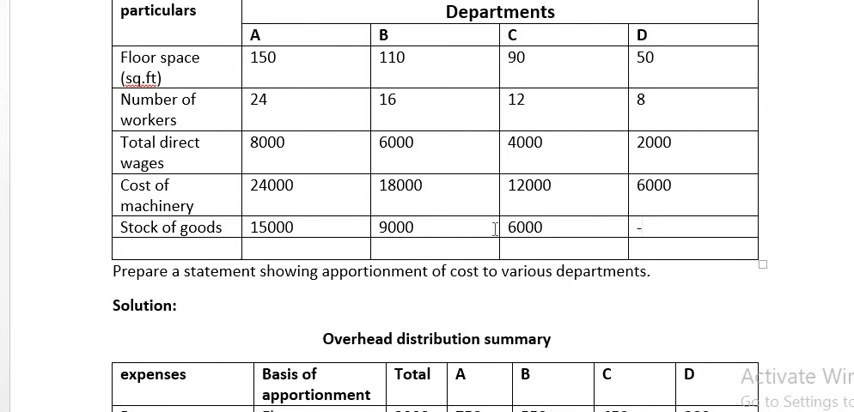 particulars Departments
A B C D
Floor space 150 110 90 50
(sq.ft)
Number of 24 16 12 8
workers
Total direct 8000 6000 4000 2000
wages
Cost of 24000 18000 12000 6000
machinery
Stock of goods 15000 9000 6000 -
Prepare a statement showing apportionment of cost to various departments.
Solution:
Overhead distribution summary
expenses Basis of Total A B C D
apportionment
Activate Wir
Go to Settings to